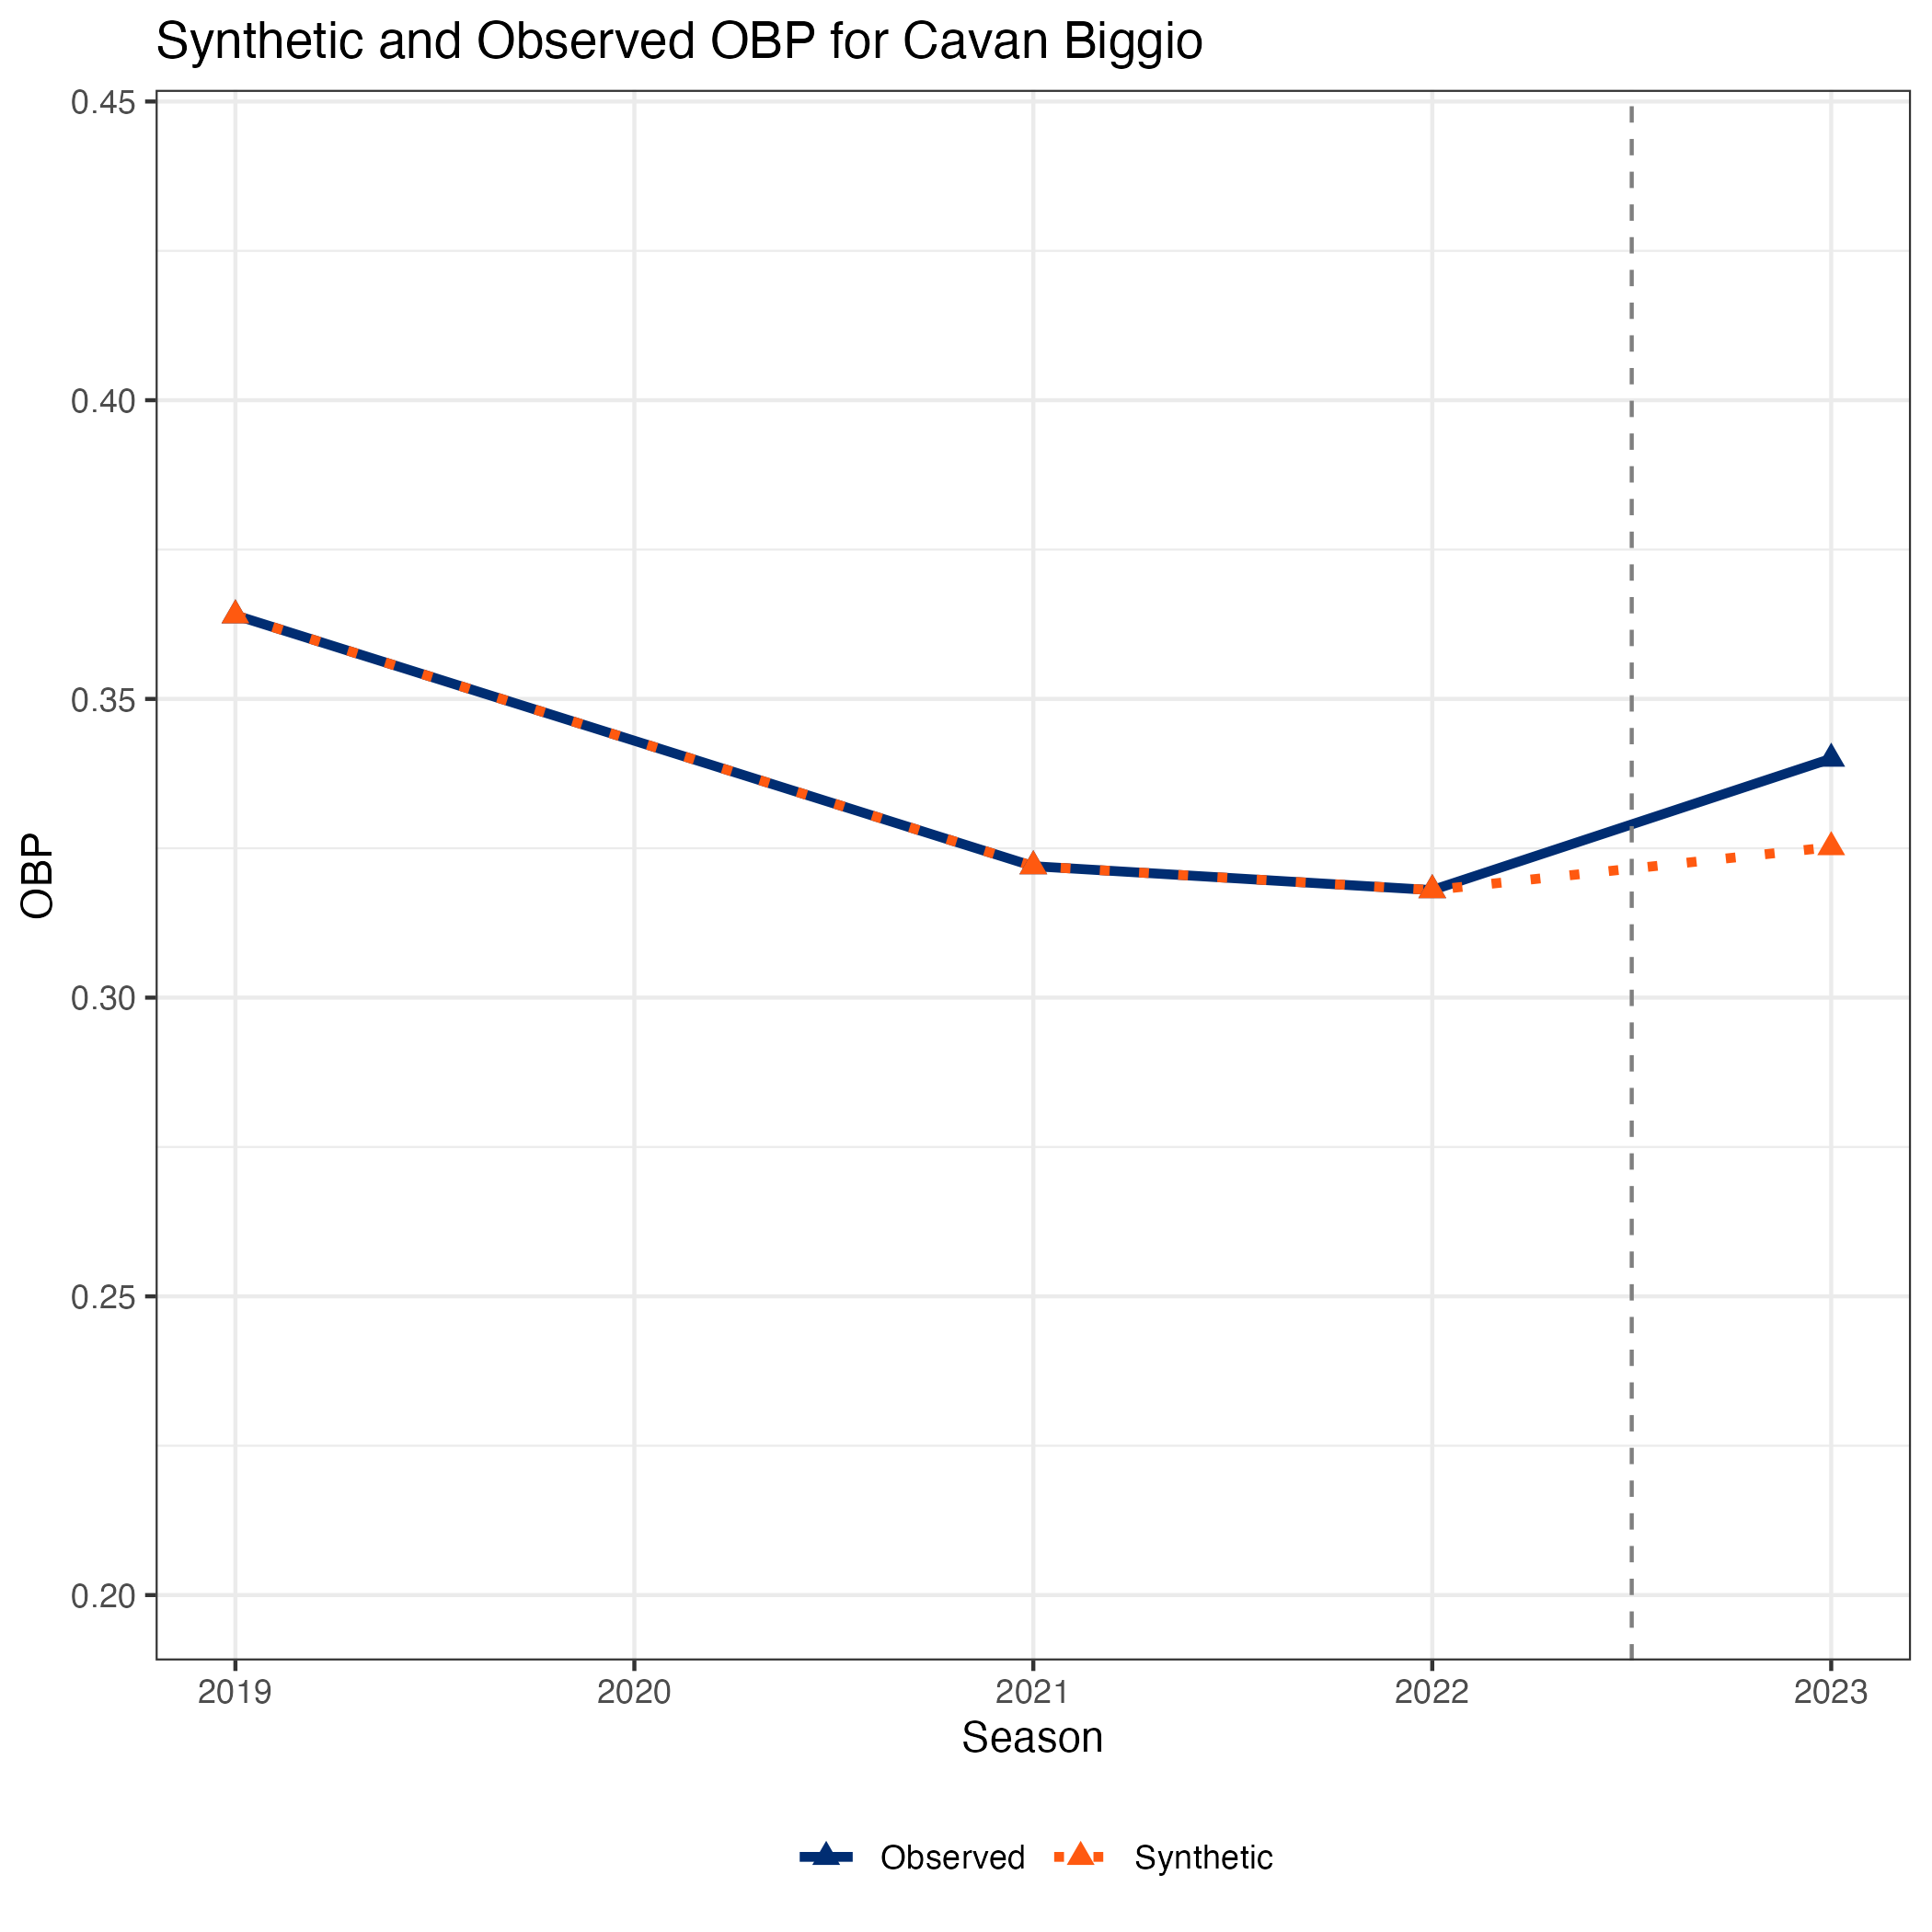 Synthetic and Observed OBP for Cavan Biggio
0.45
0.40
0.35
0.30
0.25
0.20
OBP
2019 2020 2021 2022 2023
Season
Observed Synthetic